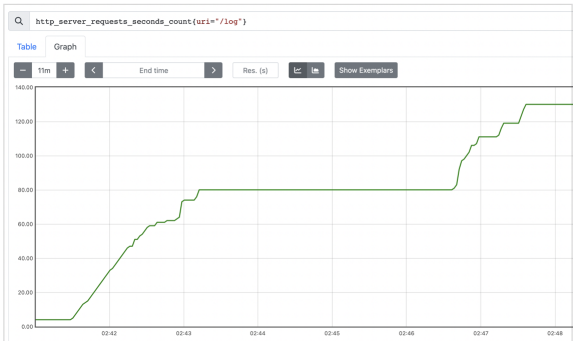 http_server_requests_seconds_count{uri="/log"}
Table Graph
− 11m + < End time > Res. (s) Show Exemplars
140.00
120.00
100.00
80.00
60.00
40.00
20.00
0.00
02:42 02:43 02:44 02:45 02:46 02:47 02:48